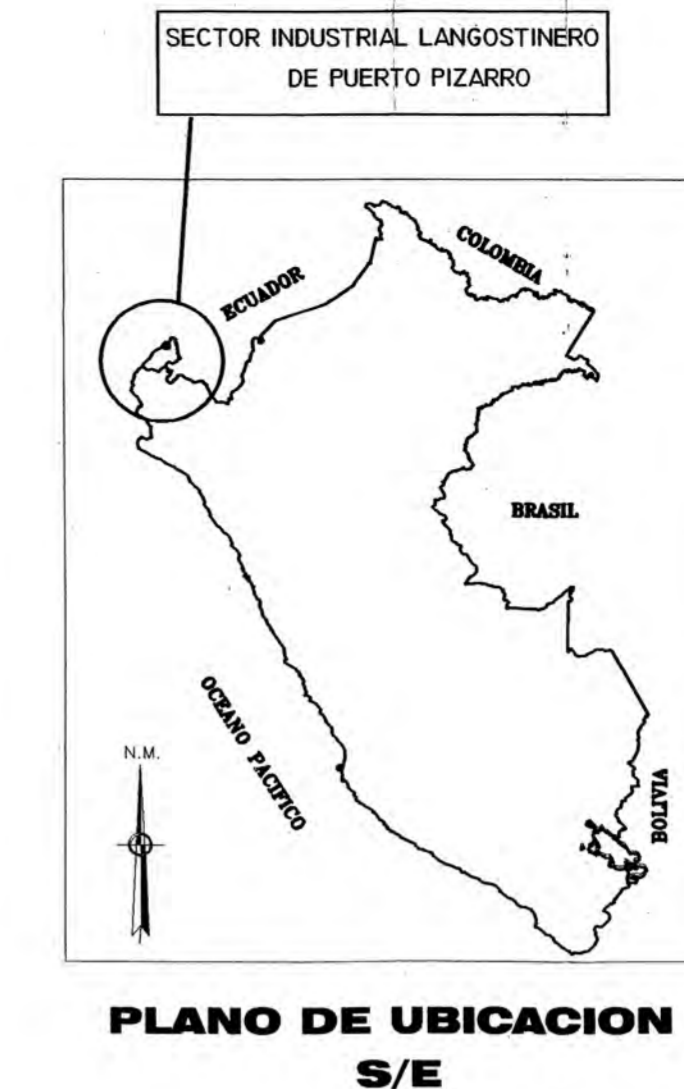 SECTOR INDUSTRIAL LANGOSTINERO
DE PUERTO PIZARRO
COLOMBIA
ECUADOR
BRASIL
OCEANO PACIFICO
N.M.
BOLIVIA
PLANO DE UBICACION
S/E